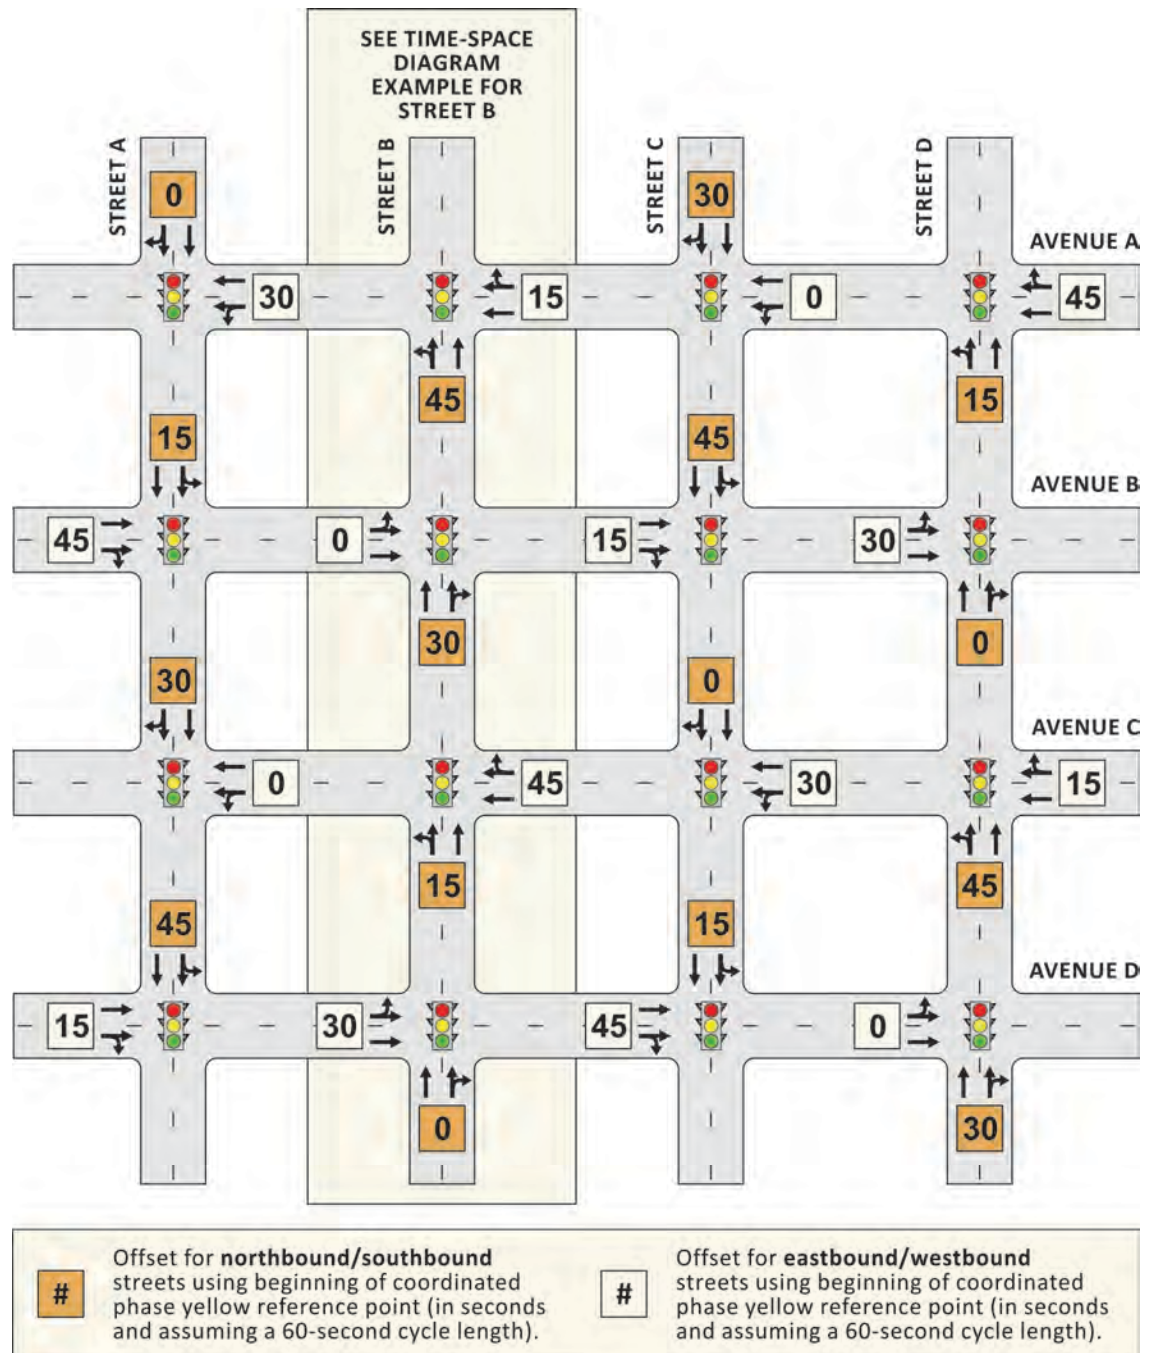 SEE TIME-SPACE
DIAGRAM
EXAMPLE FOR
STREET B
STREET A
STREET B
STREET C
STREET D
0
30
AVENUE A
30
15
0
45
45
15
15
45
AVENUE B
45
0
15
30
30
0
30
0
AVENUE C
0
45
30
15
15
45
45
15
AVENUE D
15
30
45
0
0
30
#
Offset for northbound/southbound
streets using beginning of coordinated
phase yellow reference point (in seconds
and assuming a 60-second cycle length).
#
Offset for eastbound/westbound
streets using beginning of coordinated
phase yellow reference point (in seconds
and assuming a 60-second cycle length).